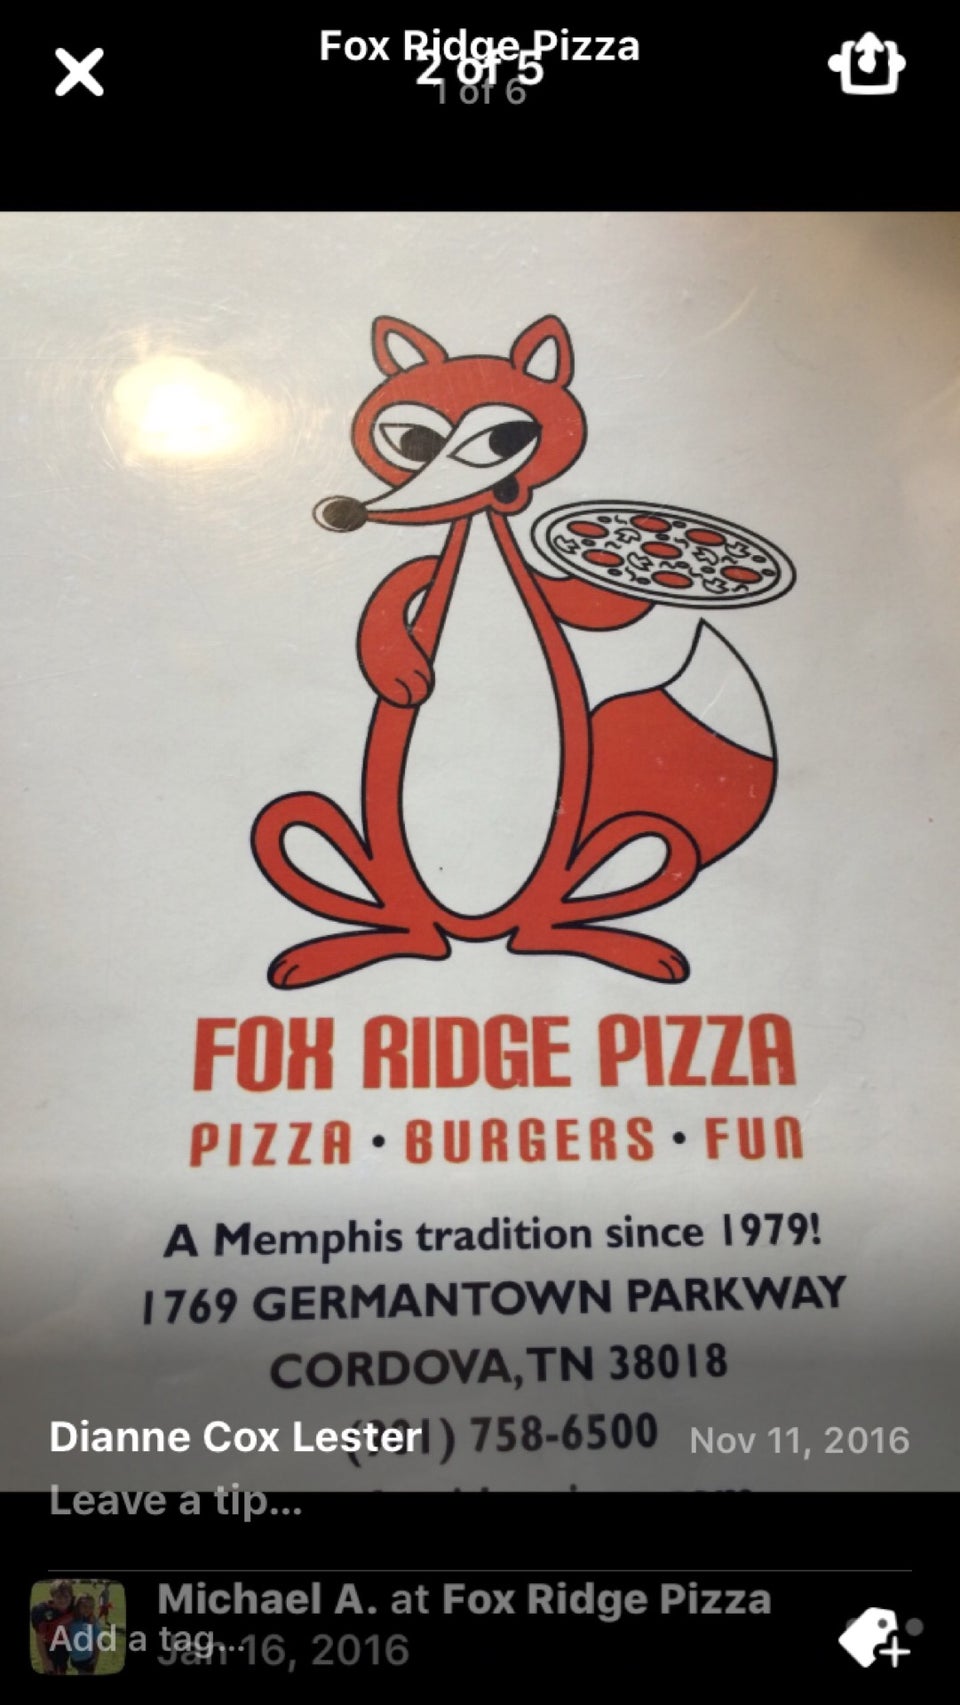 Fox Ridge Pizza
2 of 5
1 of 6
FOX RIDGE PIZZA
PIZZA • BURGERS • FUN
A Memphis tradition since 1979!
1769 GERMANTOWN PARKWAY
CORDOVA, TN 38018
(901) 758-6500
Dianne Cox Lester
Nov 11, 2016
Leave a tip...
Michael A. at Fox Ridge Pizza
Add a tag...
Jan 16, 2016